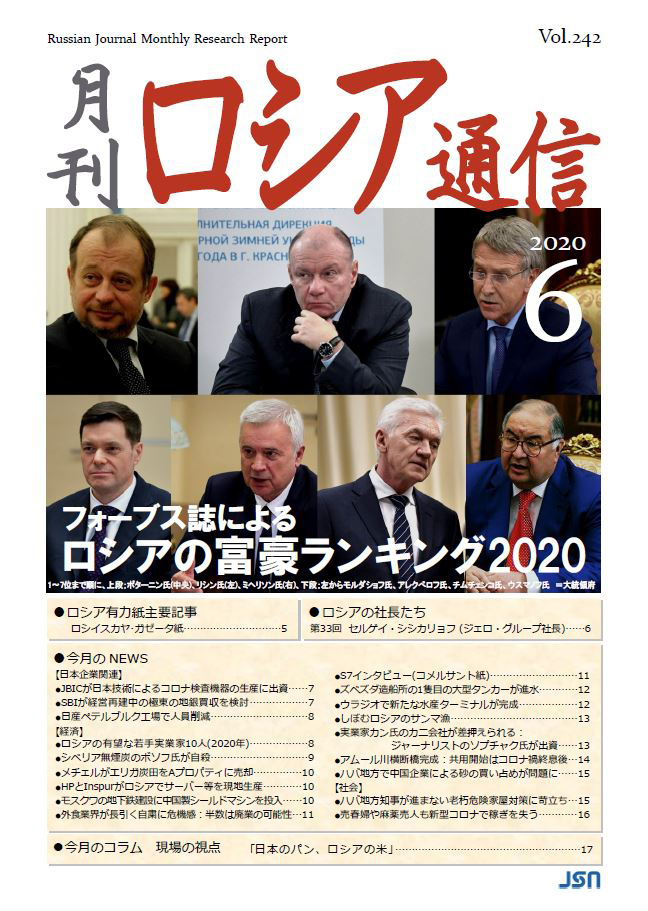 Russian Journal Monthly Research Report
Vol.242
月刊
ロシア通信
ЛНИТЕЛЬНАЯ ДИРЕКЦИЯ
РНОЙ ЗИМНЕЙ УН
ДЫ
ГОДА В Г. КРАСН
2020
6
フォーブス誌による
ロシアの富豪ランキング2020
1～7位まで順に、上段：ポターニン氏(中央)、リシン氏(左)、ミヘリソン氏(右)、下段：左からモルダショフ氏、アレクペロフ氏、チムチェンコ氏、ウスマノフ氏 ＝大統領府
●ロシア有力紙主要記事
ロシイスカヤ・ガゼータ紙……………………………5
●ロシアの社長たち
第33回 セルゲイ・シシカリョフ (ジェロ・グループ社長)……6
●今月の NEWS
【日本企業関連】
●JBICが日本技術によるコロナ検査機器の生産に出資……7
●SBIが経営再建中の極東の地銀買収を検討……………7
●日産ペテルブルク工場で人員削減………………………8
【経済】
●ロシアの有望な若手実業家10人(2020年)………………8
●シベリア無煙炭のボソフ氏が自殺…………………………9
●メチェルがエリガ炭田をAプロパティに売却……………10
●HPとInspurがロシアでサーバー等を現地生産…………10
●モスクワの地下鉄建設に中国製シールドマシンを投入……10
●外食業界が長引く自粛に危機感：半数は廃業の可能性…11
●S7インタビュー(コメルサント紙)…………………………11
●ズベズダ造船所の1隻目の大型タンカーが進水…………12
●ウラジオで新たな水産ターミナルが完成…………………12
●しぼむロシアのサンマ漁……………………………………13
●実業家カン氏のカニ会社が差押えられる：
ジャーナリストのソプチャク氏が出資……13
●アムール川横断橋完成：共用開始はコロナ禍終息後…14
●ハバ地方で中国企業による砂の買い占めが問題に……15
【社会】
●ハバ地方知事が進まない老朽危険家屋対策に苛立ち…15
●売春婦や麻薬売人も新型コロナで稼ぎを失う……………16
●今月のコラム 現場の視点 「日本のパン、ロシアの米」……………………………………………………17
JSN